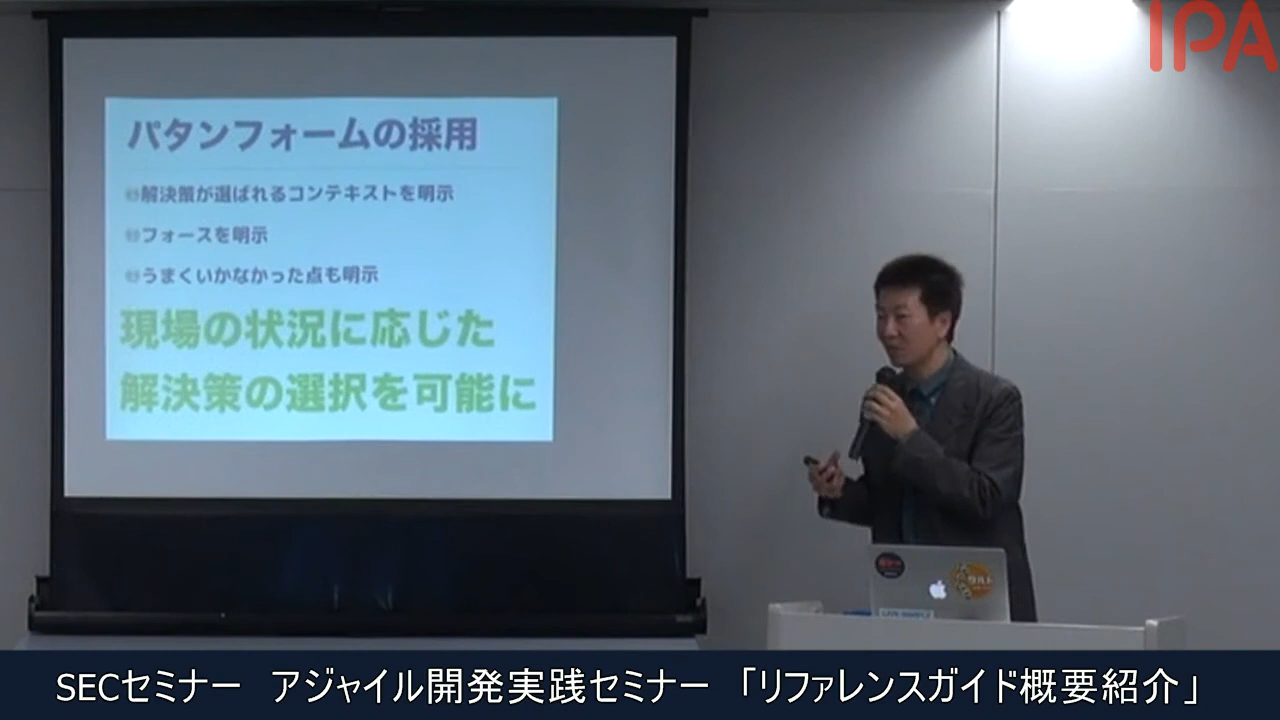 IPA
パタンフォームの採用
解決策が選ばれるコンテキストを明示
フォースを明示
うまくいかなかった点も明示
現場の状況に応じた
解決策の選択を可能に
SECセミナー　アジャイル開発実践セミナー　「リファレンスガイド概要紹介」